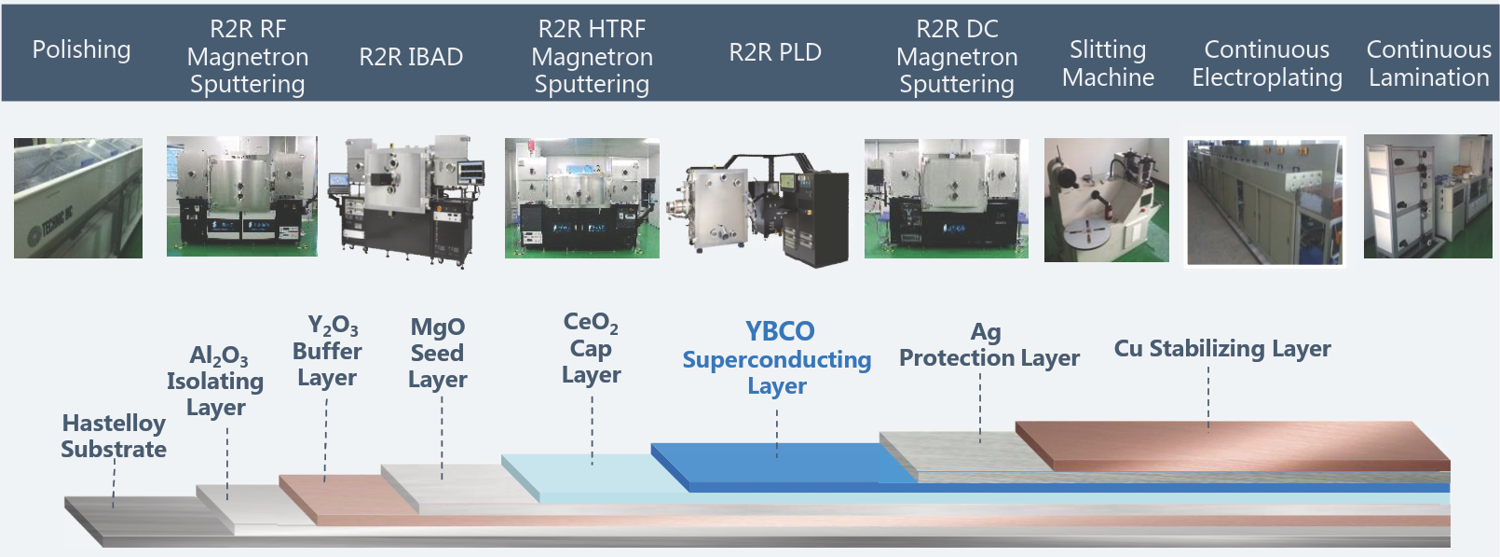 Polishing
R2R RF
Magnetron
Sputtering
R2R IBAD
R2R HTRF
Magnetron
Sputtering
R2R PLD
R2R DC
Magnetron
Sputtering
Slitting
Machine
Continuous
Electroplating
Continuous
Lamination
TECHNIC INC
Hastelloy
Substrate
Al₂O₃
Isolating
Layer
Y₂O₃
Buffer
Layer
MgO
Seed
Layer
CeO₂
Cap
Layer
YBCO
Superconducting
Layer
Ag
Protection Layer
Cu Stabilizing Layer